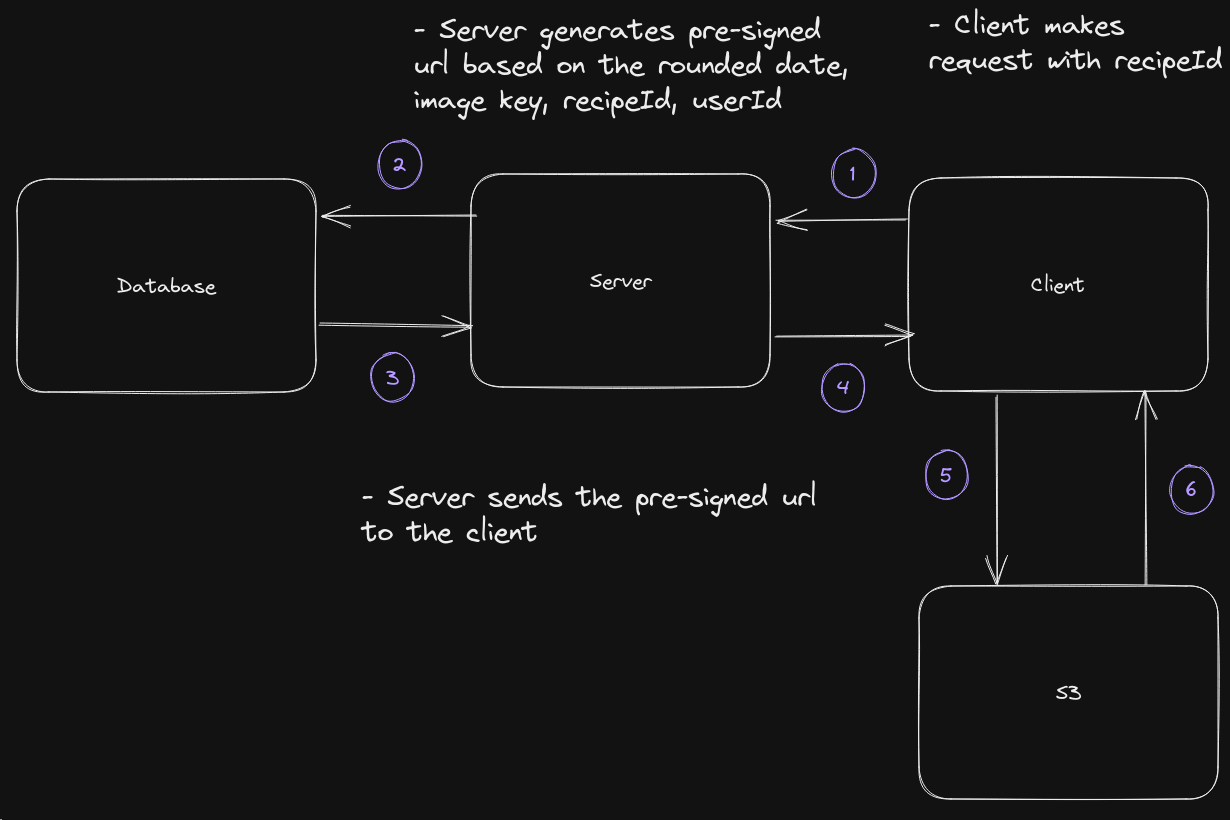 - Server generates pre-signed
url based on the rounded date,
image key, recipeId, userId
- Client makes
request with recipeId
2
1
Database
Server
Client
3
4
5
6
- Server sends the pre-signed url
to the client
S3